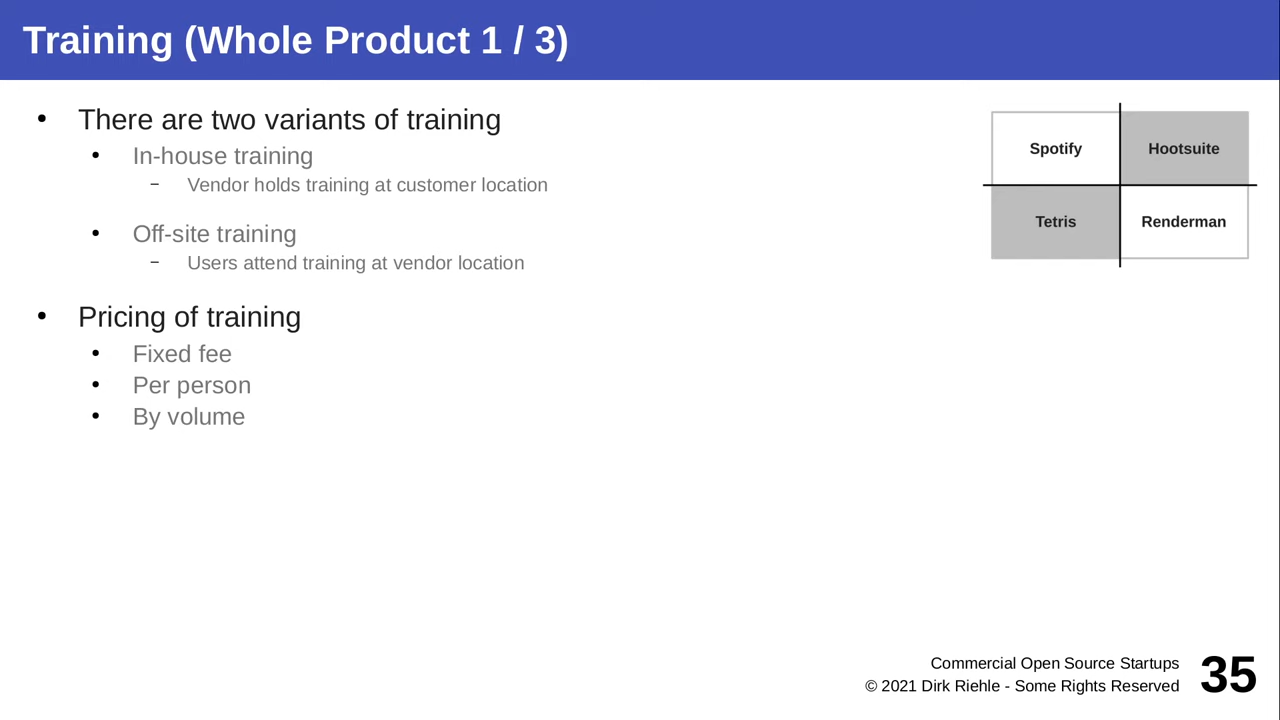 Training (Whole Product 1 / 3)
• There are two variants of training
• In-house training
– Vendor holds training at customer location
• Off-site training
– Users attend training at vendor location
• Pricing of training
• Fixed fee
• Per person
• By volume
Spotify Hootsuite
Tetris Renderman
Commercial Open Source Startups
© 2021 Dirk Riehle - Some Rights Reserved
35